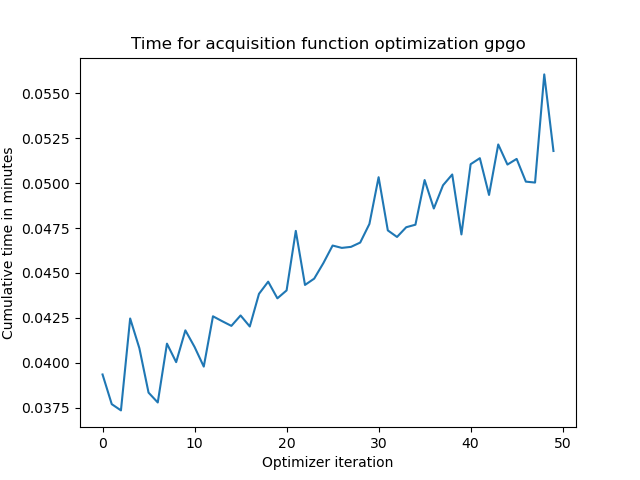 Time for acquisition function optimization gpgo
0.0550
0.0525
0.0500
0.0475
0.0450
0.0425
0.0400
0.0375
Cumulative time in minutes
0 10 20 30 40 50
Optimizer iteration